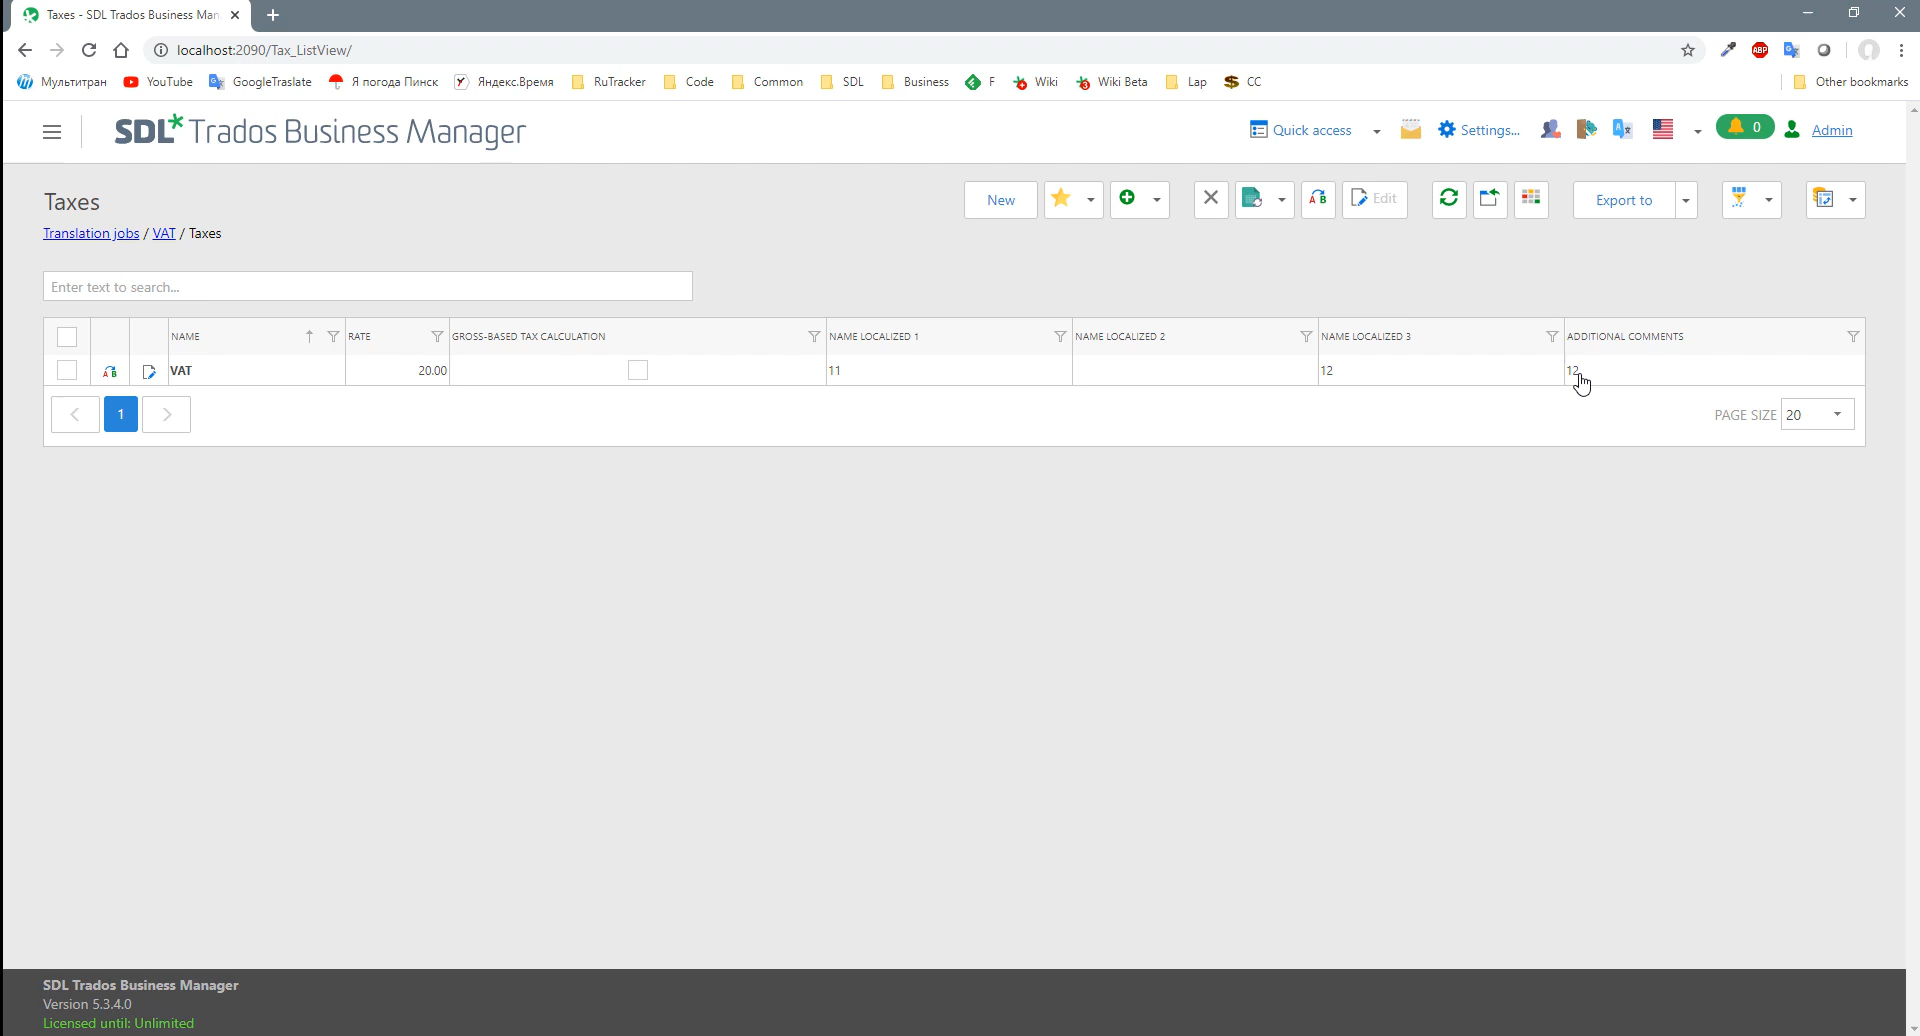 Taxes - SDL Trados Business Man
localhost:2090/Tax_ListView/
ABP
Мультитран YouTube GoogleTraslate Я погода Пинск Яндекс.Время RuTracker Code Common SDL Business F Wiki Wiki Beta Lap CC Other bookmarks
SDL* Trados Business Manager
Quick access Settings... 0 Admin
Taxes
New Edit Export to
Translation jobs / VAT / Taxes
Enter text to search...
NAME RATE GROSS-BASED TAX CALCULATION NAME LOCALIZED 1 NAME LOCALIZED 2 NAME LOCALIZED 3 ADDITIONAL COMMENTS
VAT 20.00 11 12 12
1 PAGE SIZE 20
SDL Trados Business Manager
Version 5.3.4.0
Licensed until: Unlimited